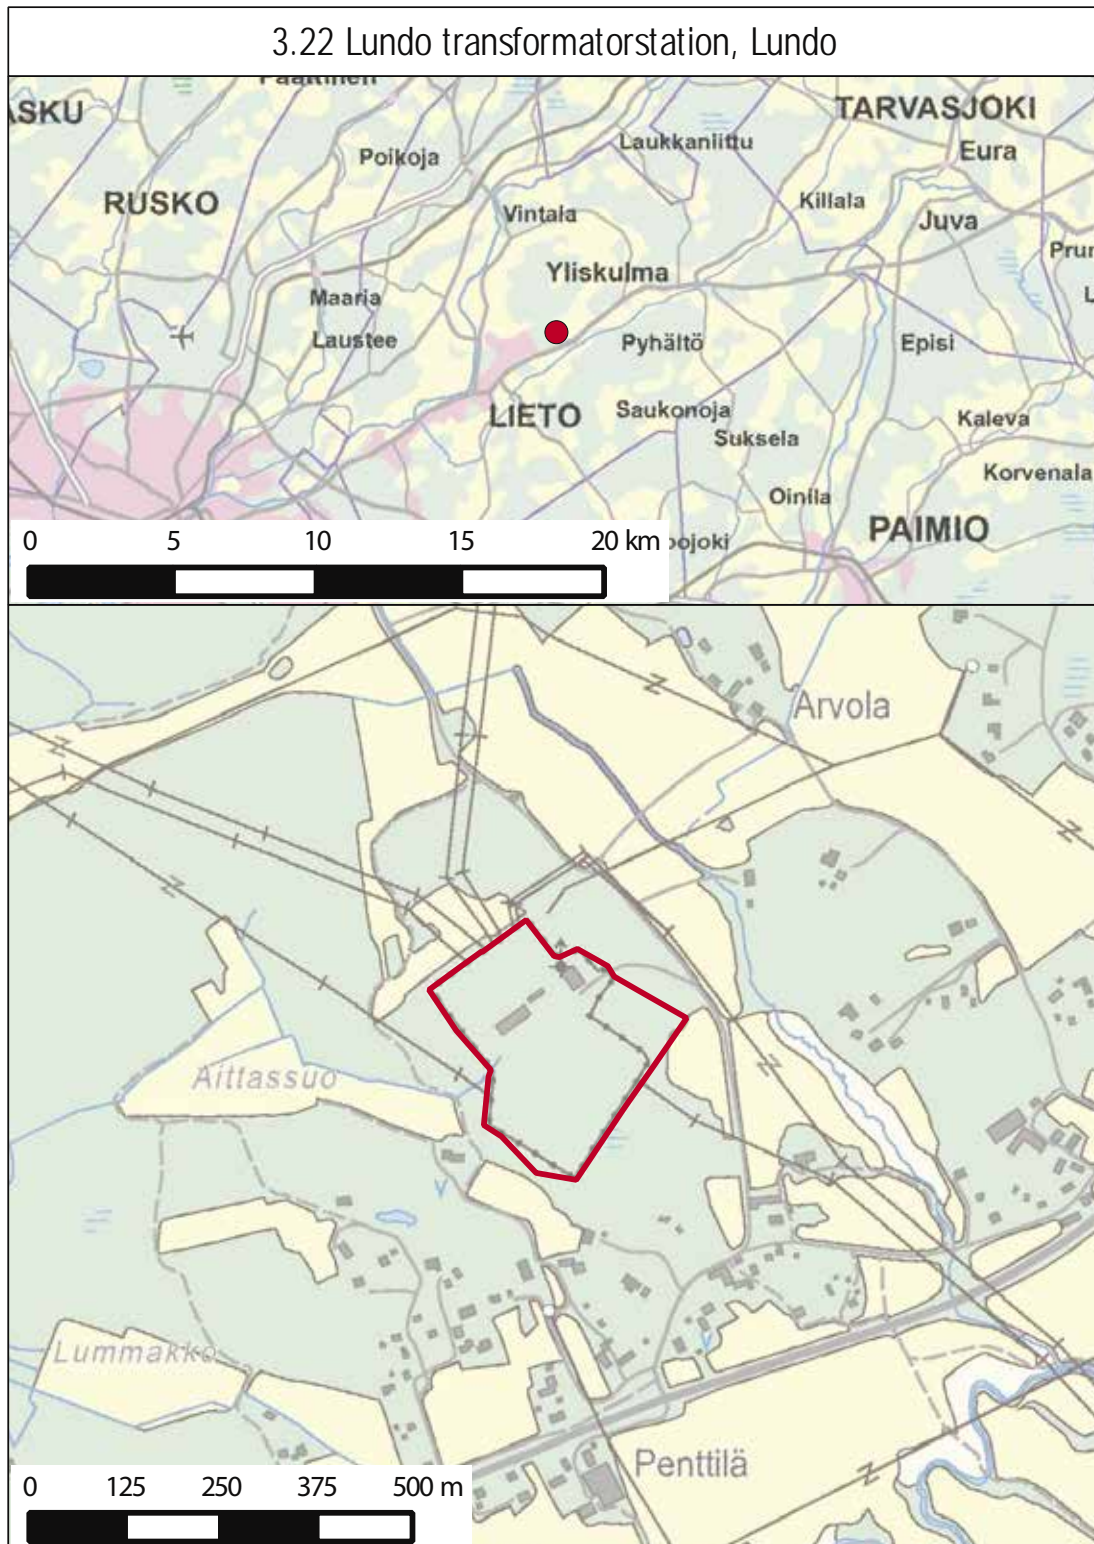 3.22 Lundo transformatorstation, Lundo
TARVASJOKI
Laukkaniittu
Eura
Poikoja
RUSKO
Killala
Vintala
Juva
Yliskulma
Maaria
Laustee
Pyhältö
Episi
LIETO
Saukonoja
Kaleva
Suksela
Korvenala
Oinila
PAIMIO
0 5 10 15 20 km
Arvola
Aittassuo
Lummakko
Penttilä
0 125 250 375 500 m